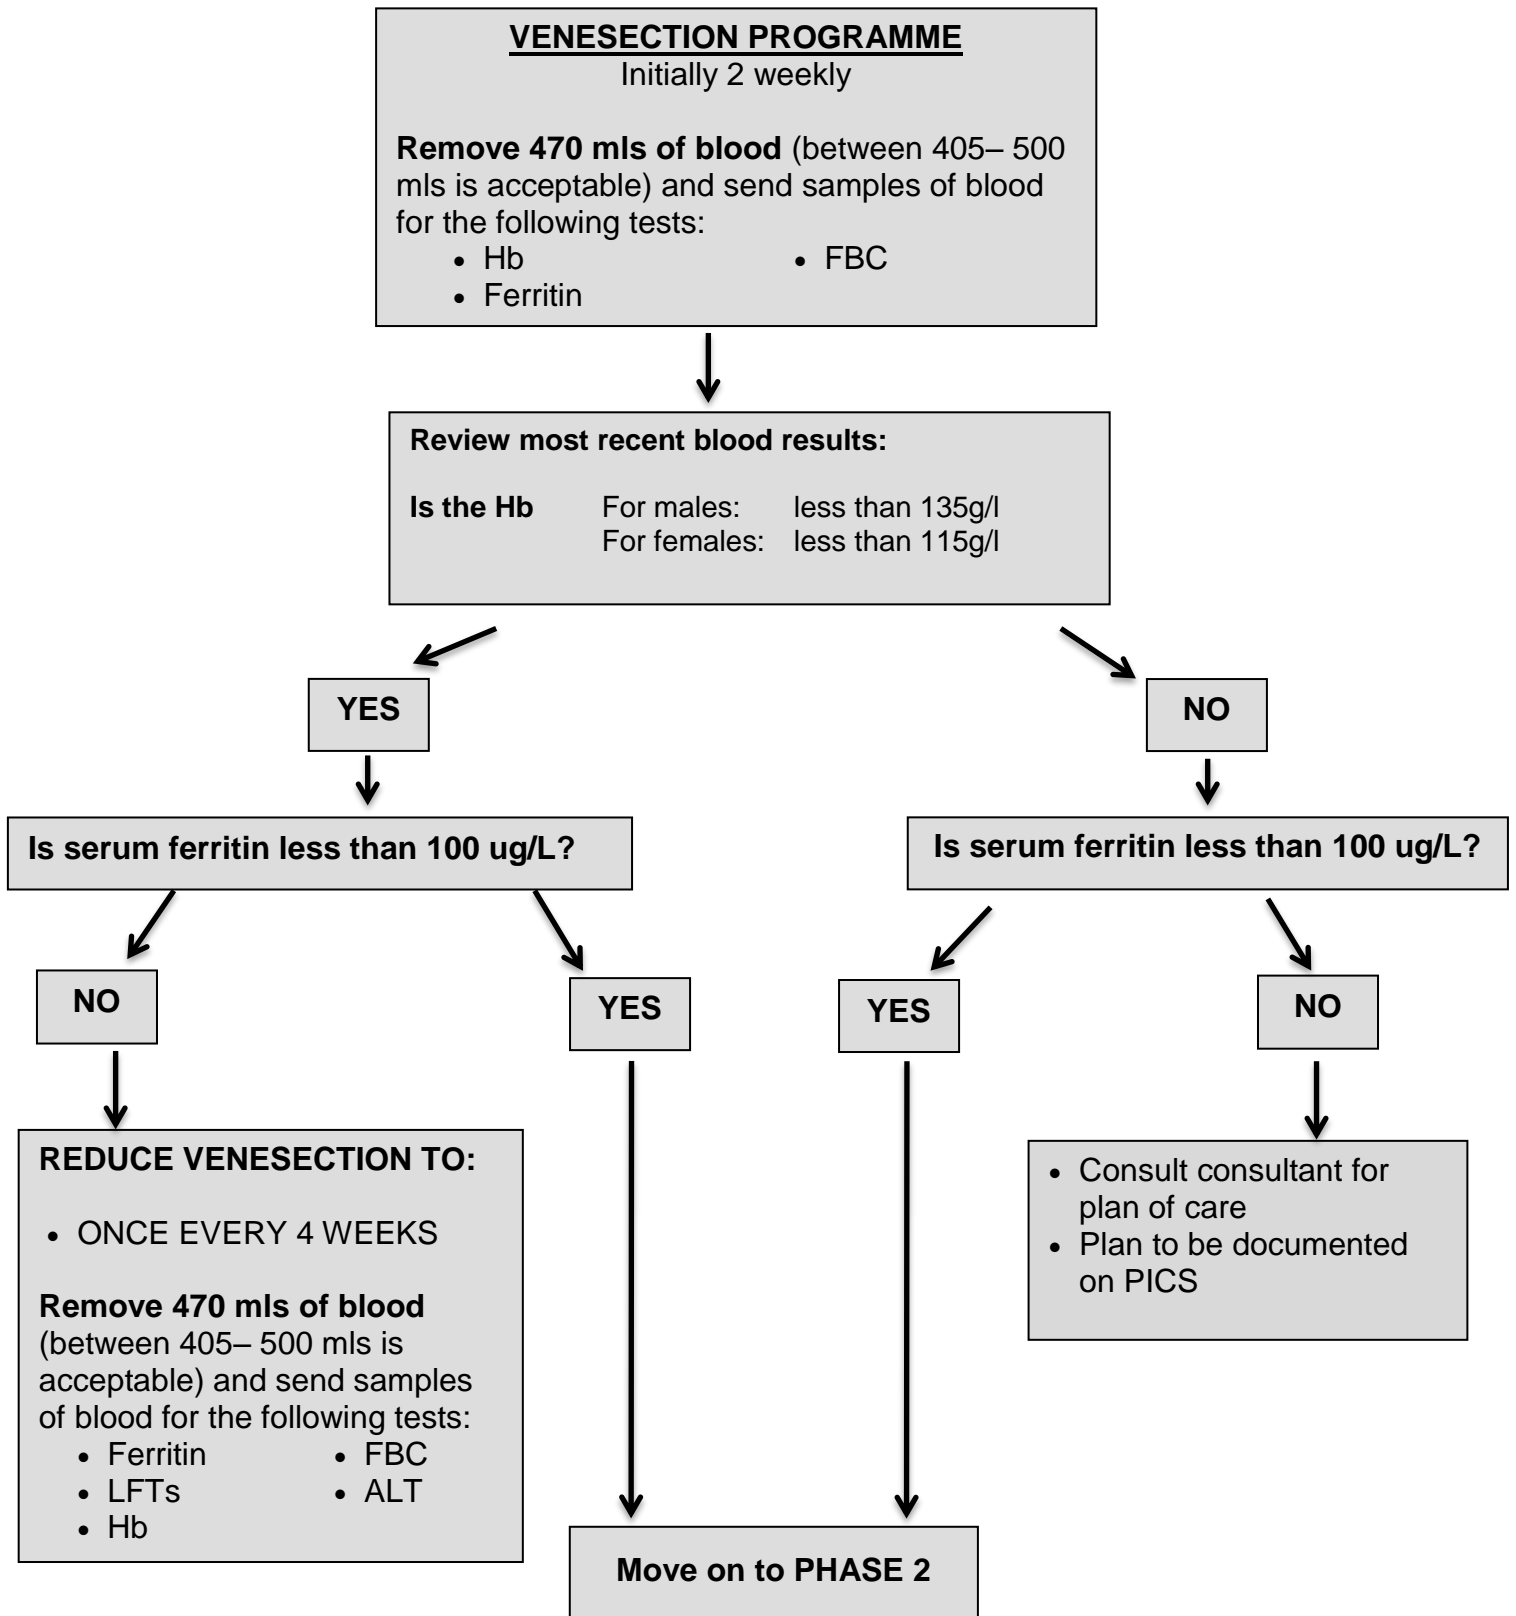 VENESECTION PROGRAMME
Initially 2 weekly
Remove 470 mls of blood (between 405– 500
mls is acceptable) and send samples of blood
for the following tests:
• Hb • FBC
• Ferritin
Review most recent blood results:
Is the Hb For males: less than 135g/l
For females: less than 115g/l
YES
NO
Is serum ferritin less than 100 ug/L?
Is serum ferritin less than 100 ug/L?
NO
YES
YES
NO
REDUCE VENESECTION TO:
• ONCE EVERY 4 WEEKS
Remove 470 mls of blood
(between 405– 500 mls is
acceptable) and send samples
of blood for the following tests:
• Ferritin • FBC
• LFTs • ALT
• Hb
• Consult consultant for
plan of care
• Plan to be documented
on PICS
Move on to PHASE 2